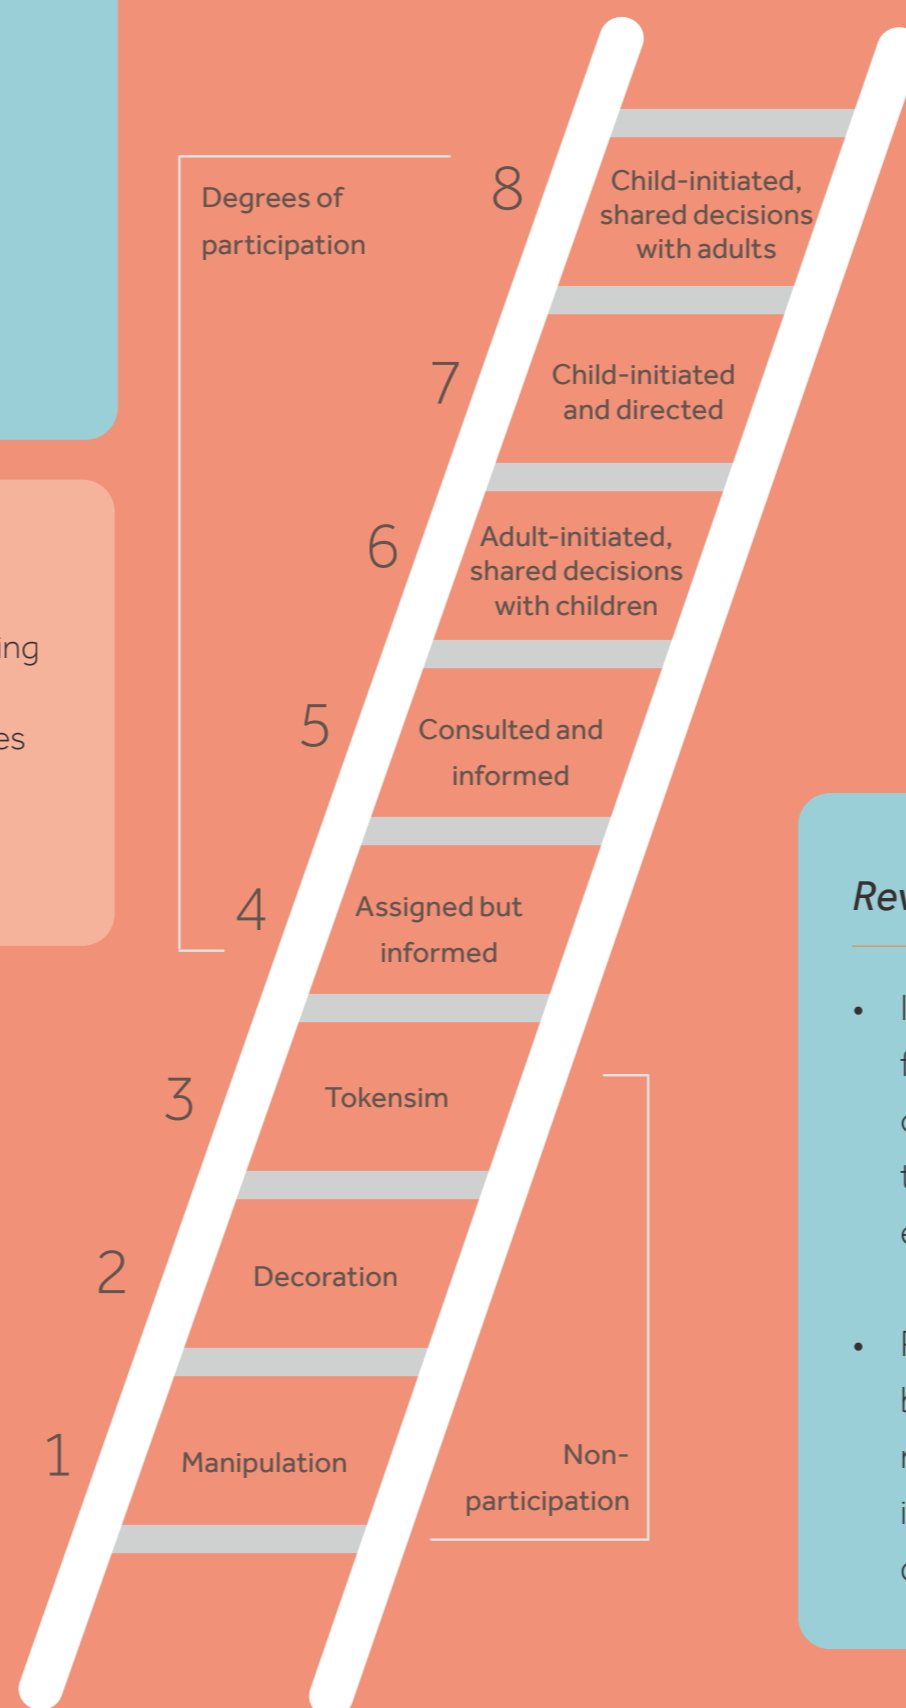 Degrees of
participation
8
Child-initiated,
shared decisions
with adults
7
Child-initiated
and directed
6
Adult-initiated,
shared decisions
with children
5
Consulted and
informed
4
Assigned but
informed
3
Tokensim
2
Decoration
1
Manipulation
Non-
participation